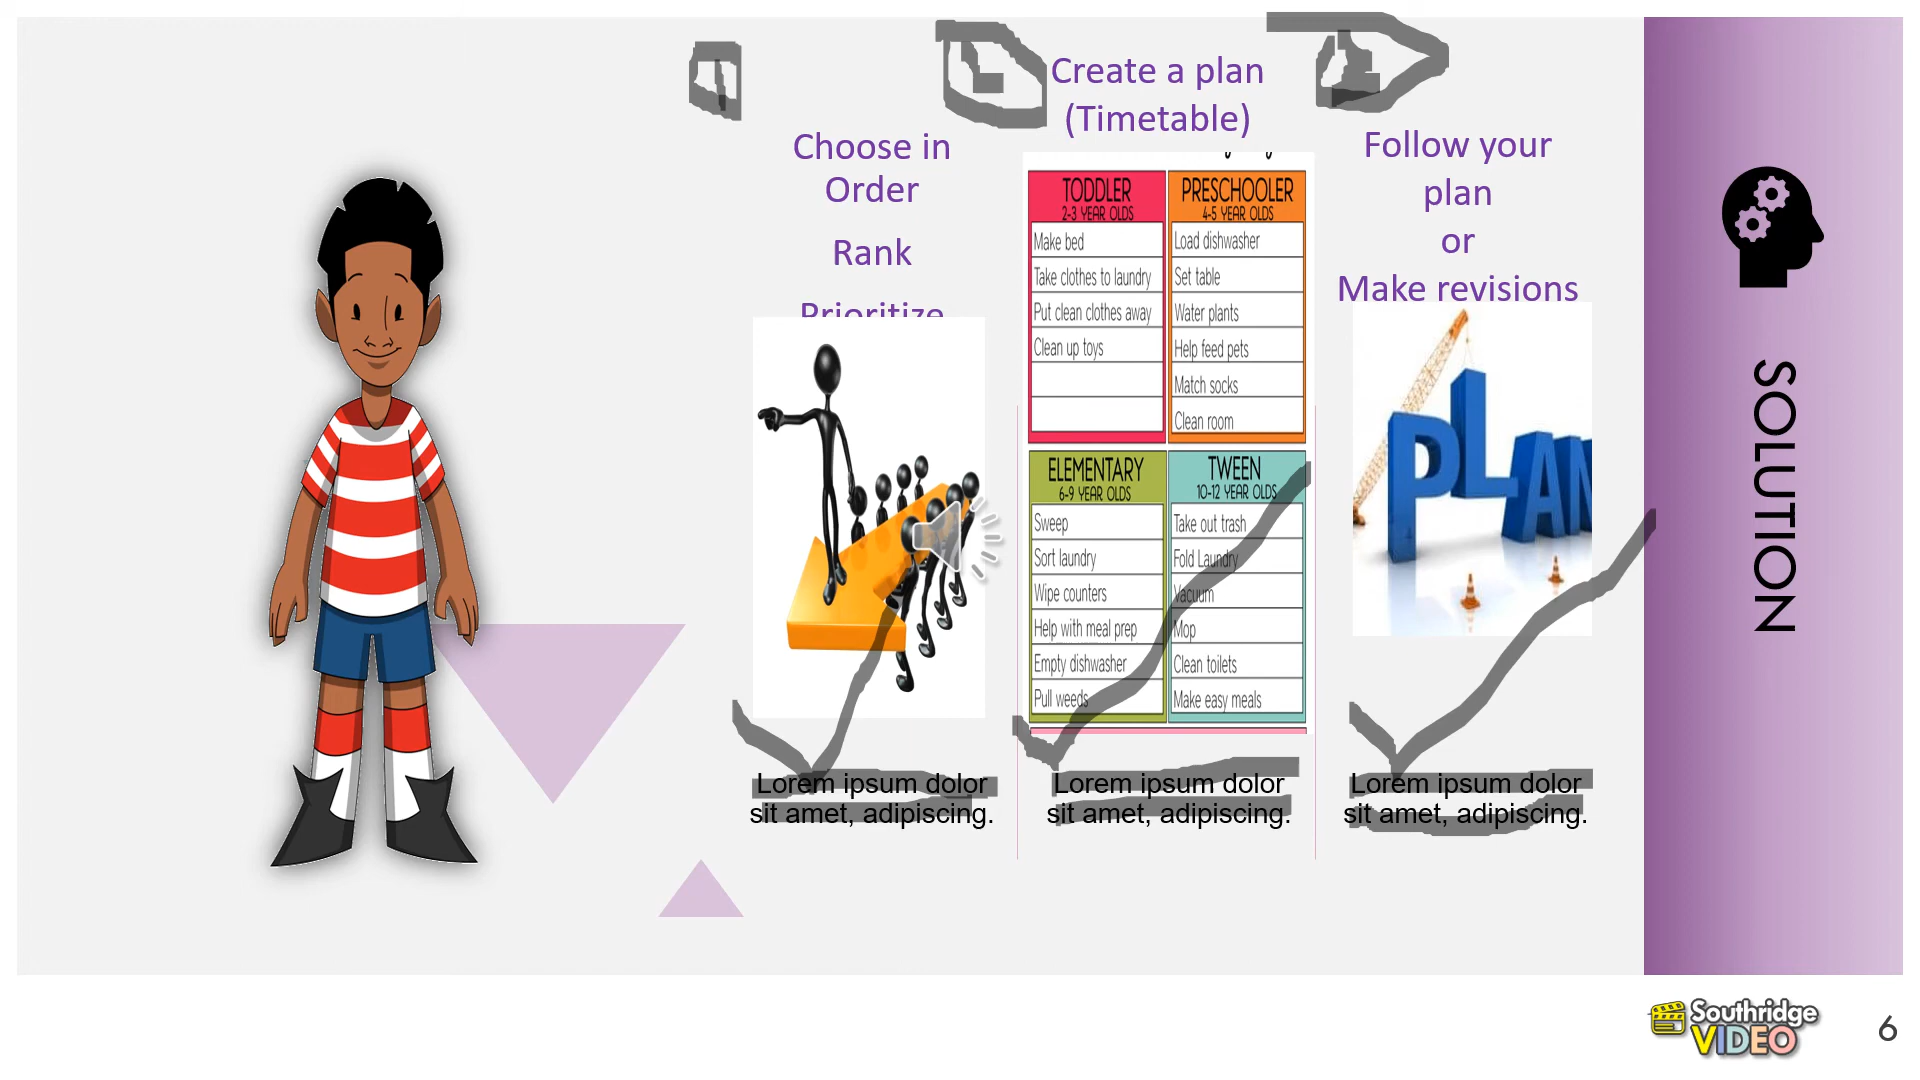 Choose in
Order
Rank
Prioritize
Create a plan
(Timetable)
TODDLER
2-3 YEAR OLDS
Make bed
Take clothes to laundry
Put clean clothes away
Clean up toys
PRESCHOOLER
4-5 YEAR OLDS
Load dishwasher
Set table
Water plants
Help feed pets
Match socks
Clean room
ELEMENTARY
6-9 YEAR OLDS
Sweep
Sort laundry
Wipe counters
Help with meal prep
Empty dishwasher
Pull weeds
TWEEN
10-12 YEAR OLDS
Take out trash
Fold Laundry
Vacuum
Mop
Clean toilets
Make easy meals
Follow your
plan
or
Make revisions
PLAN
Lorem ipsum dolor
sit amet, adipiscing.
Lorem ipsum dolor
sit amet, adipiscing.
Lorem ipsum dolor
sit amet, adipiscing.
SOLUTION
Southridge
VIDEO
6